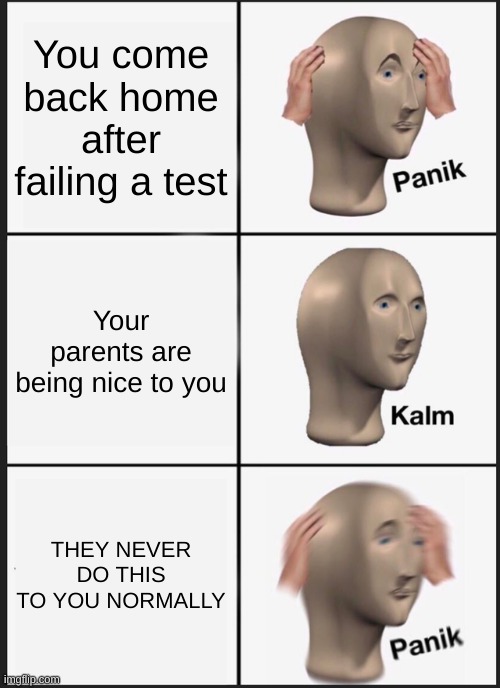 You come
back home
after
failing a test
Panik
Your
parents are
being nice to you
Kalm
THEY NEVER
DO THIS
TO YOU NORMALLY
Panik
imgflip.com